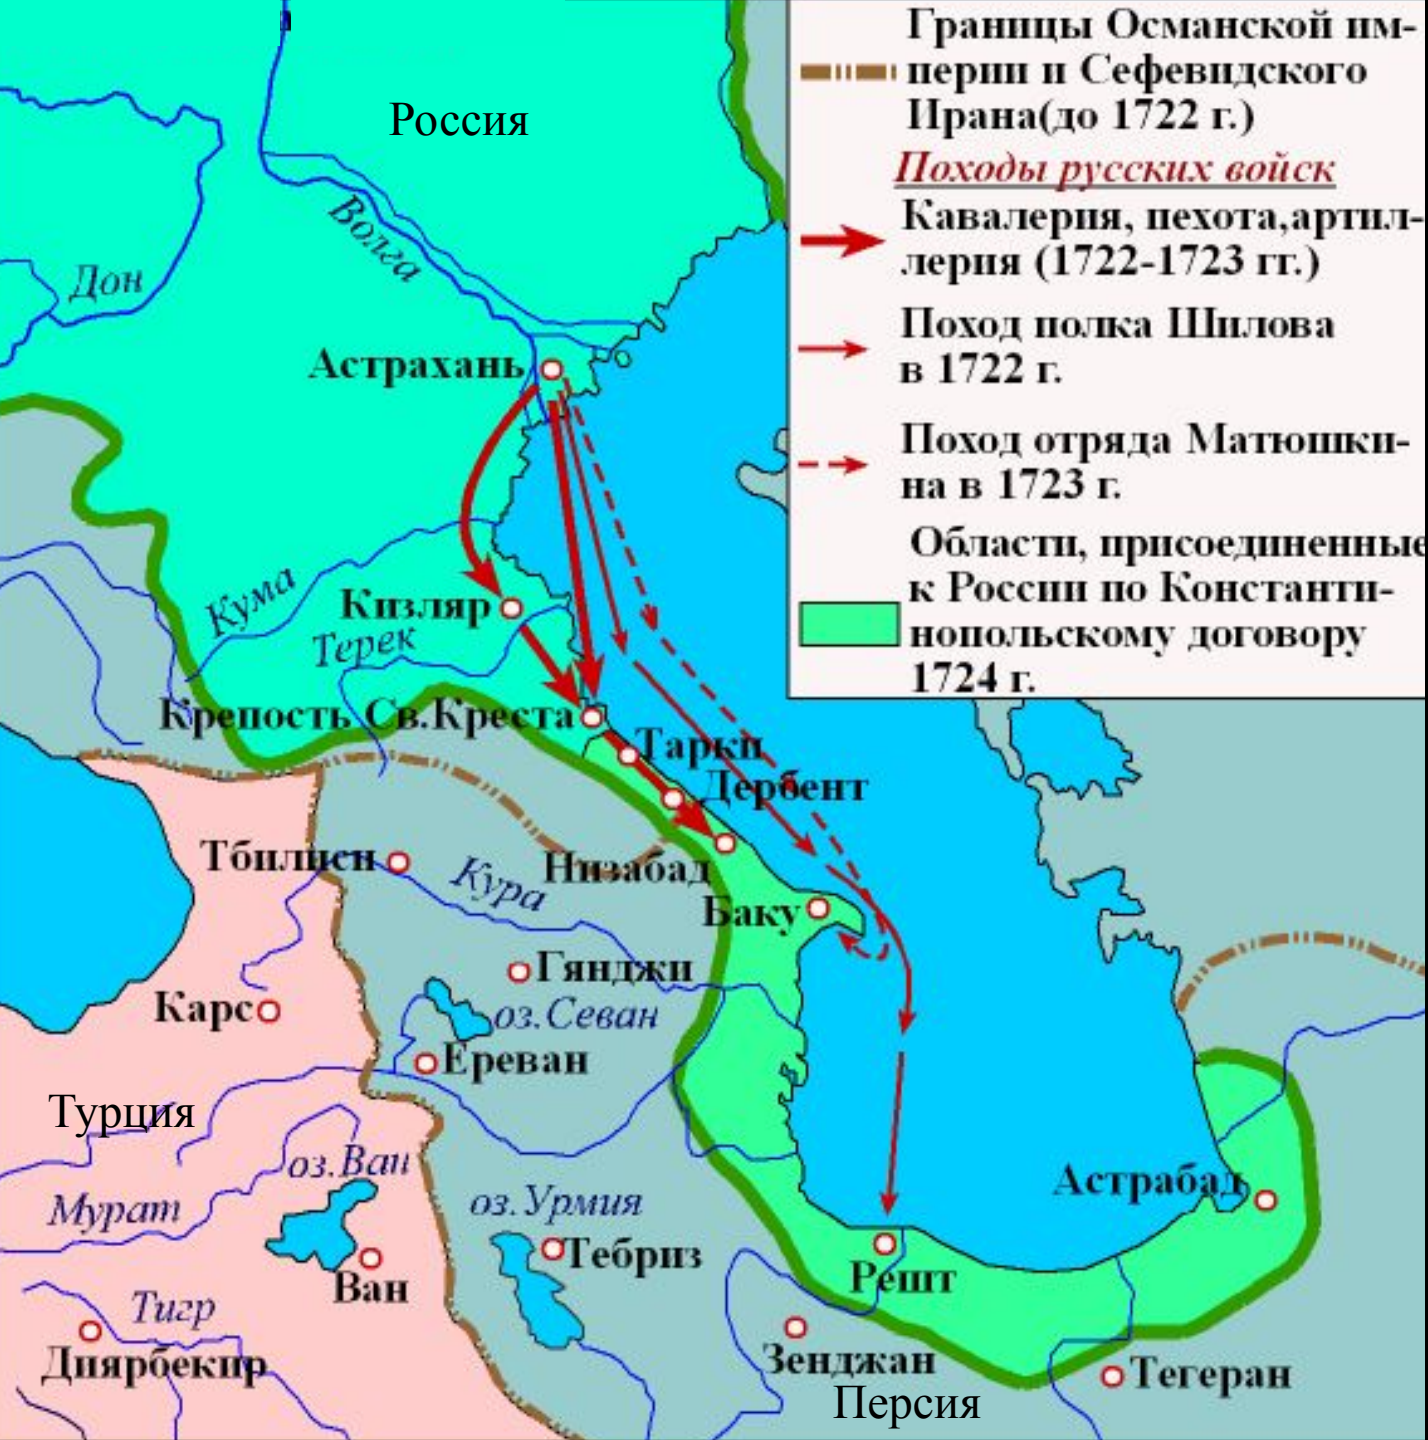 Границы Османской им-
перии и Сефевидского
Ирана(до 1722 г.)
Походы русских войск
Кавалерия, пехота,артил-
лерия (1722-1723 гг.)
Поход полка Шилова
в 1722 г.
Поход отряда Матюшки-
на в 1723 г.
Области, присоединенные
к России по Константи-
нопольскому договору
1724 г.
Россия
Волга
Дон
Астрахань
Кума
Кизляр
Терек
Крепость Св.Креста
Тарки
Дербент
Низабад
Тбилиси
Кура
Баку
Гянджи
Карс
оз.Севан
Ереван
Турция
оз.Ван
Мурат
оз.Урмия
Астрабад
Тебриз
Ван
Решт
Тигр
Диярбекир
Зенджан
Тегеран
Персия